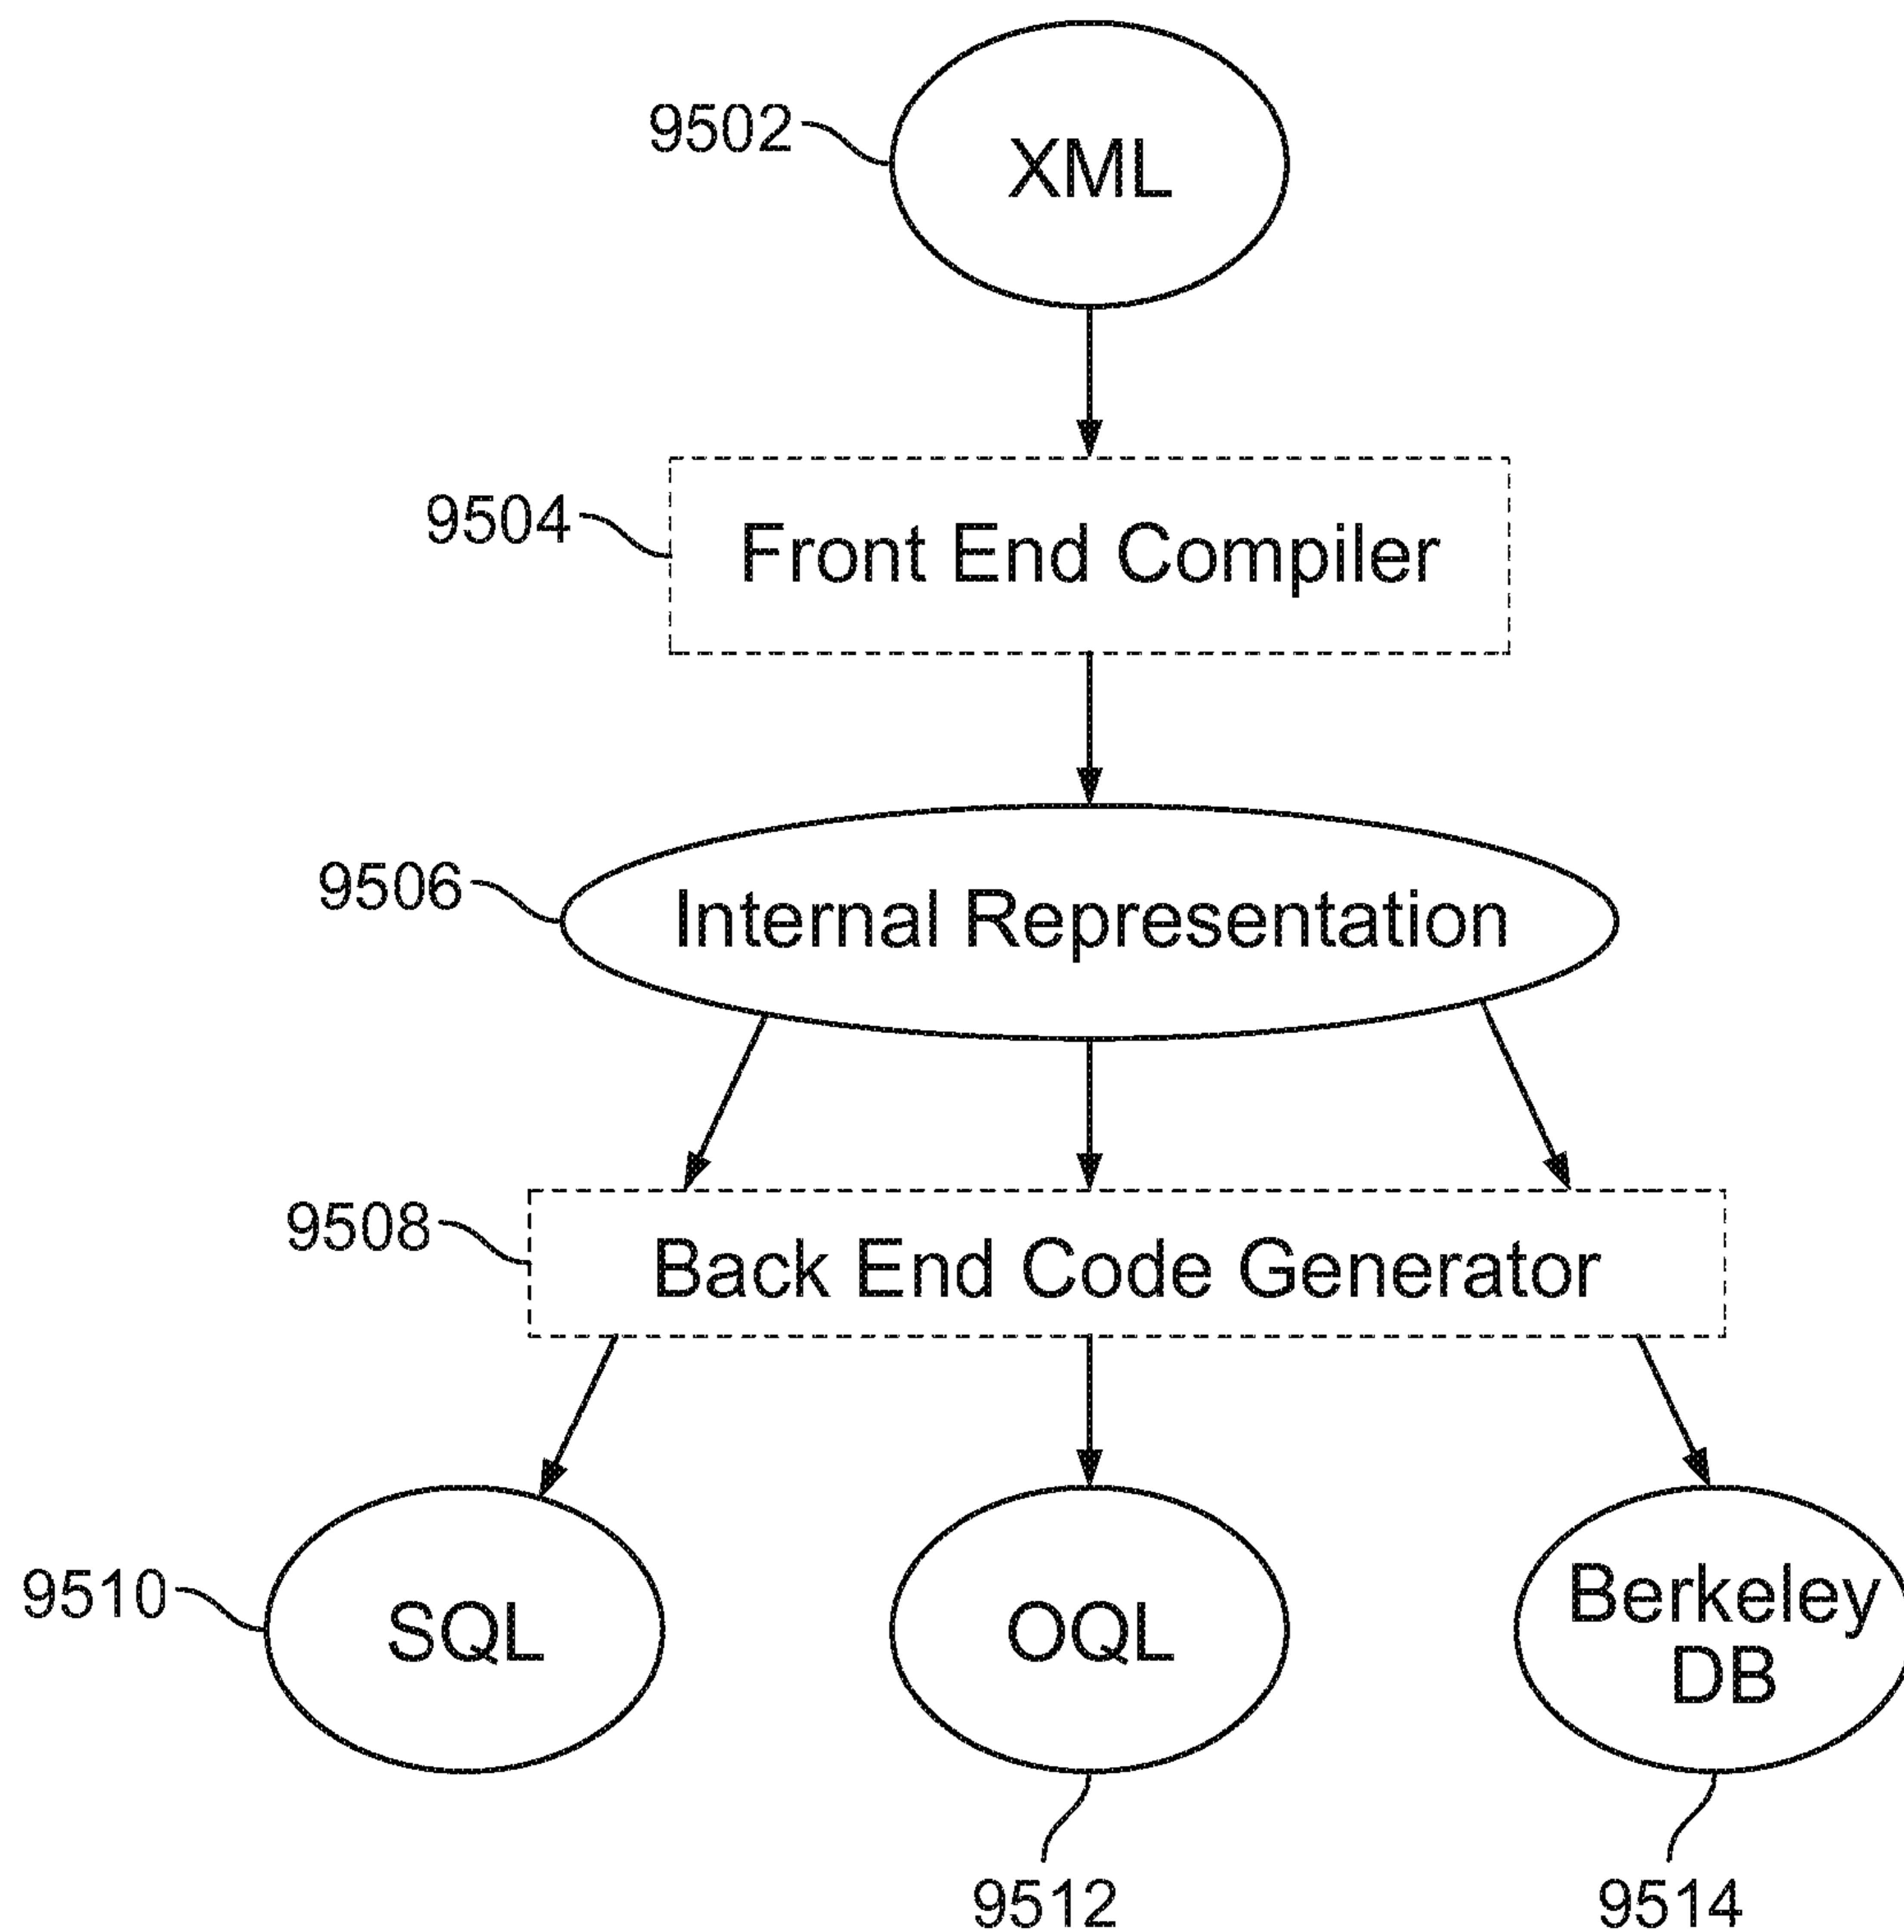 9502
XML
9504
Front End Compiler
9506
Internal Representation
9508
Back End Code Generator
9510
SQL
OQL
Berkeley
DB
9512
9514